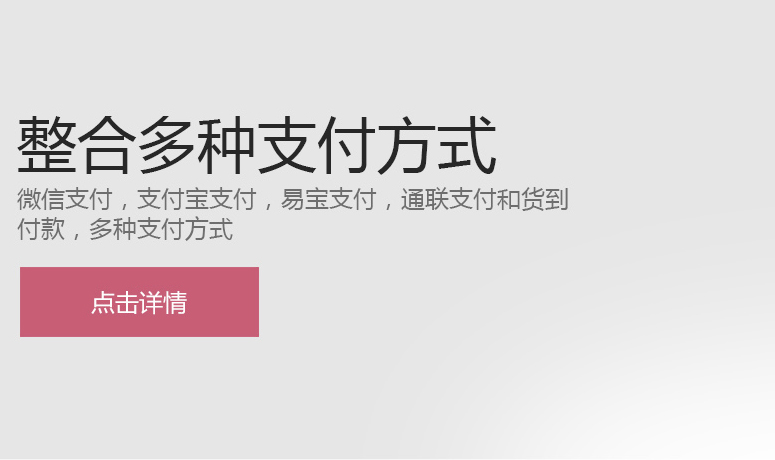 整合多种支付方式
微信支付，支付宝支付，易宝支付，通联支付和货到
付款，多种支付方式
点击详情